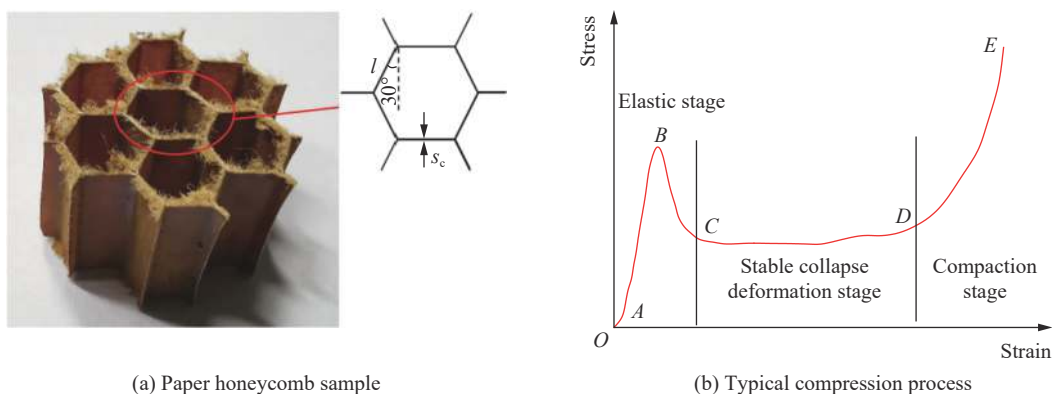 l
30°
s_c
(a) Paper honeycomb sample
Stress
E
Elastic stage
B
D
C
Stable collapse
deformation stage
Compaction
stage
A
O
Strain
(b) Typical compression process